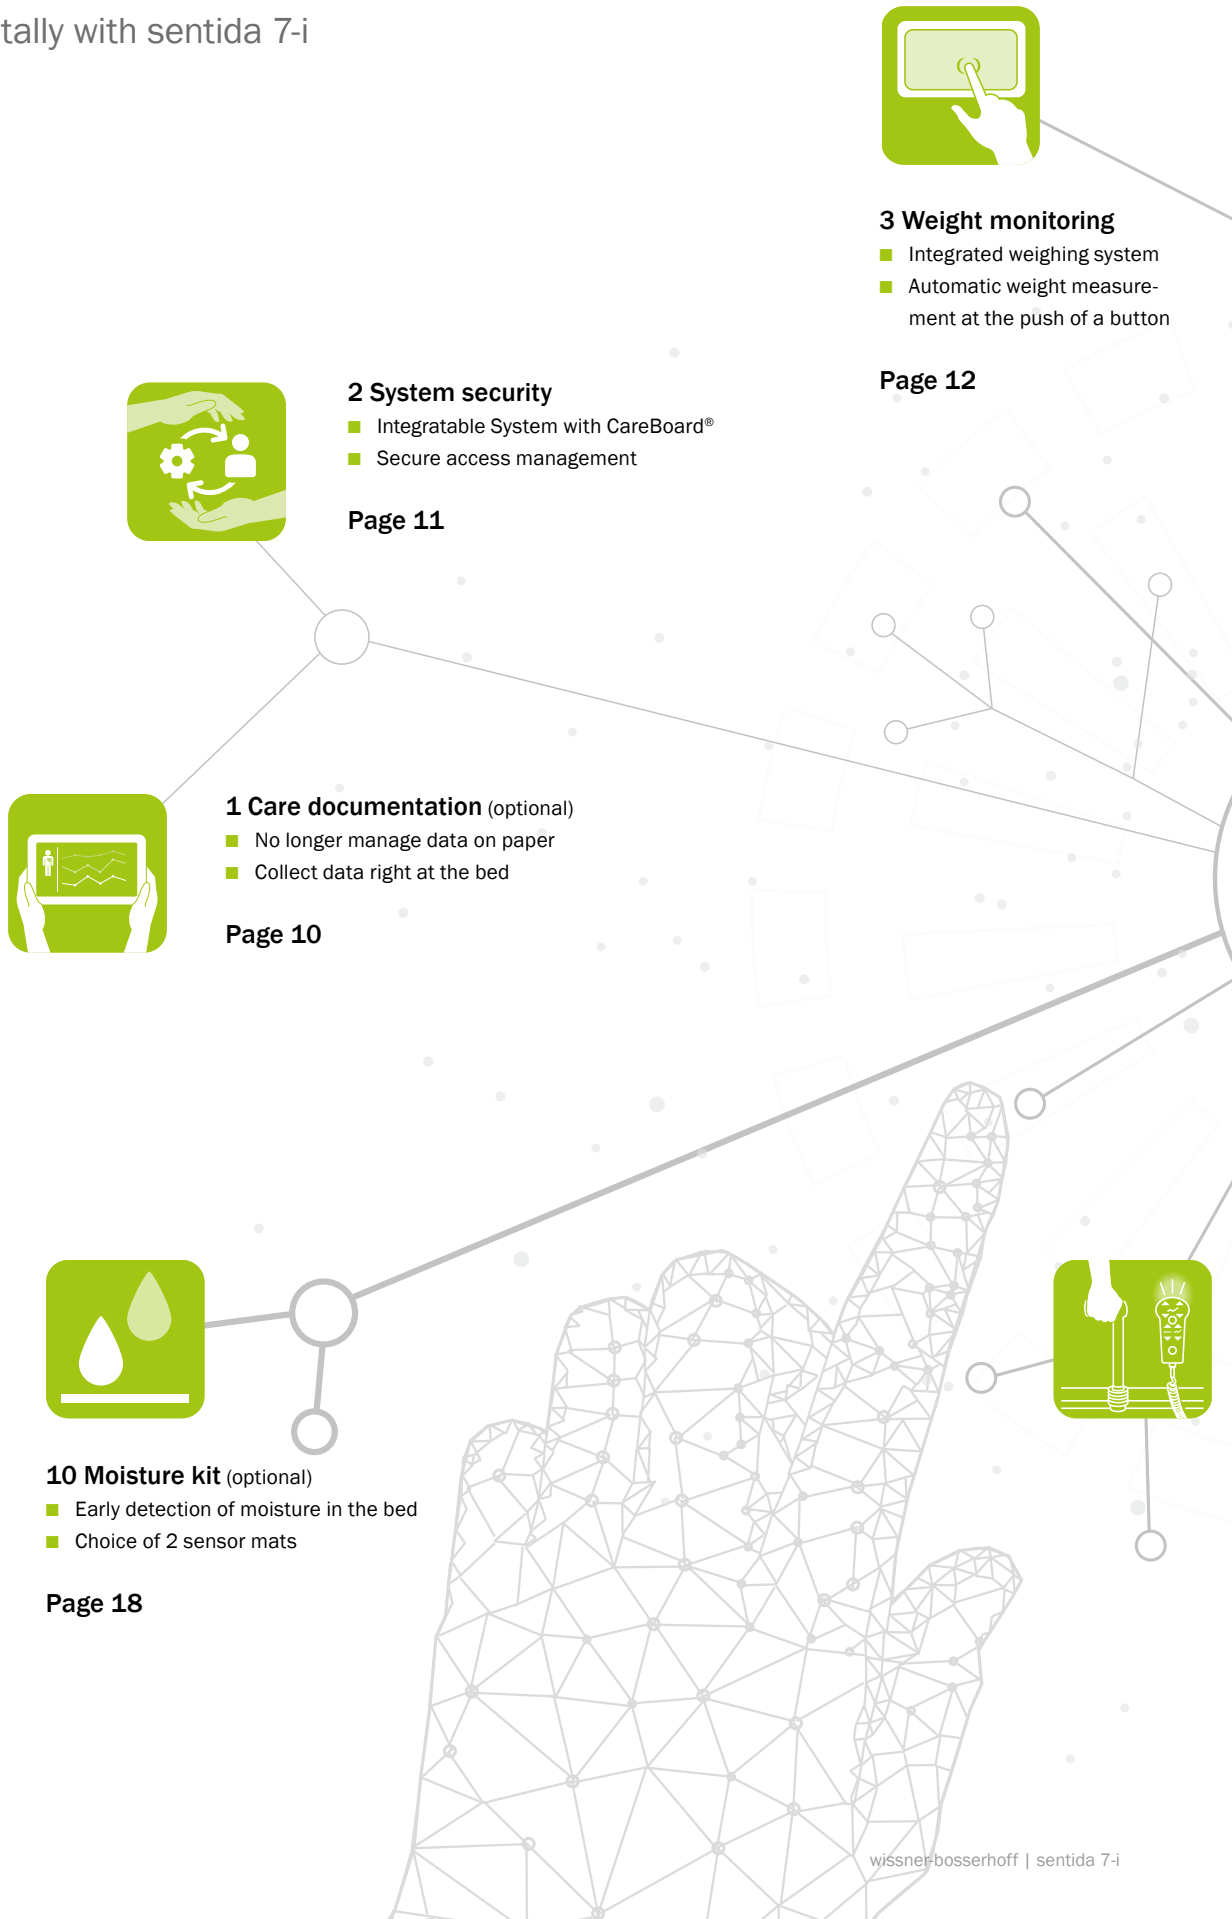 tally with sentida 7-i
3 Weight monitoring
Integrated weighing system
Automatic weight measure-
ment at the push of a button
Page 12
2 System security
Integratable System with CareBoard®
Secure access management
Page 11
1 Care documentation (optional)
No longer manage data on paper
Collect data right at the bed
Page 10
10 Moisture kit (optional)
Early detection of moisture in the bed
Choice of 2 sensor mats
Page 18
wissner-bosserhoff | sentida 7-i